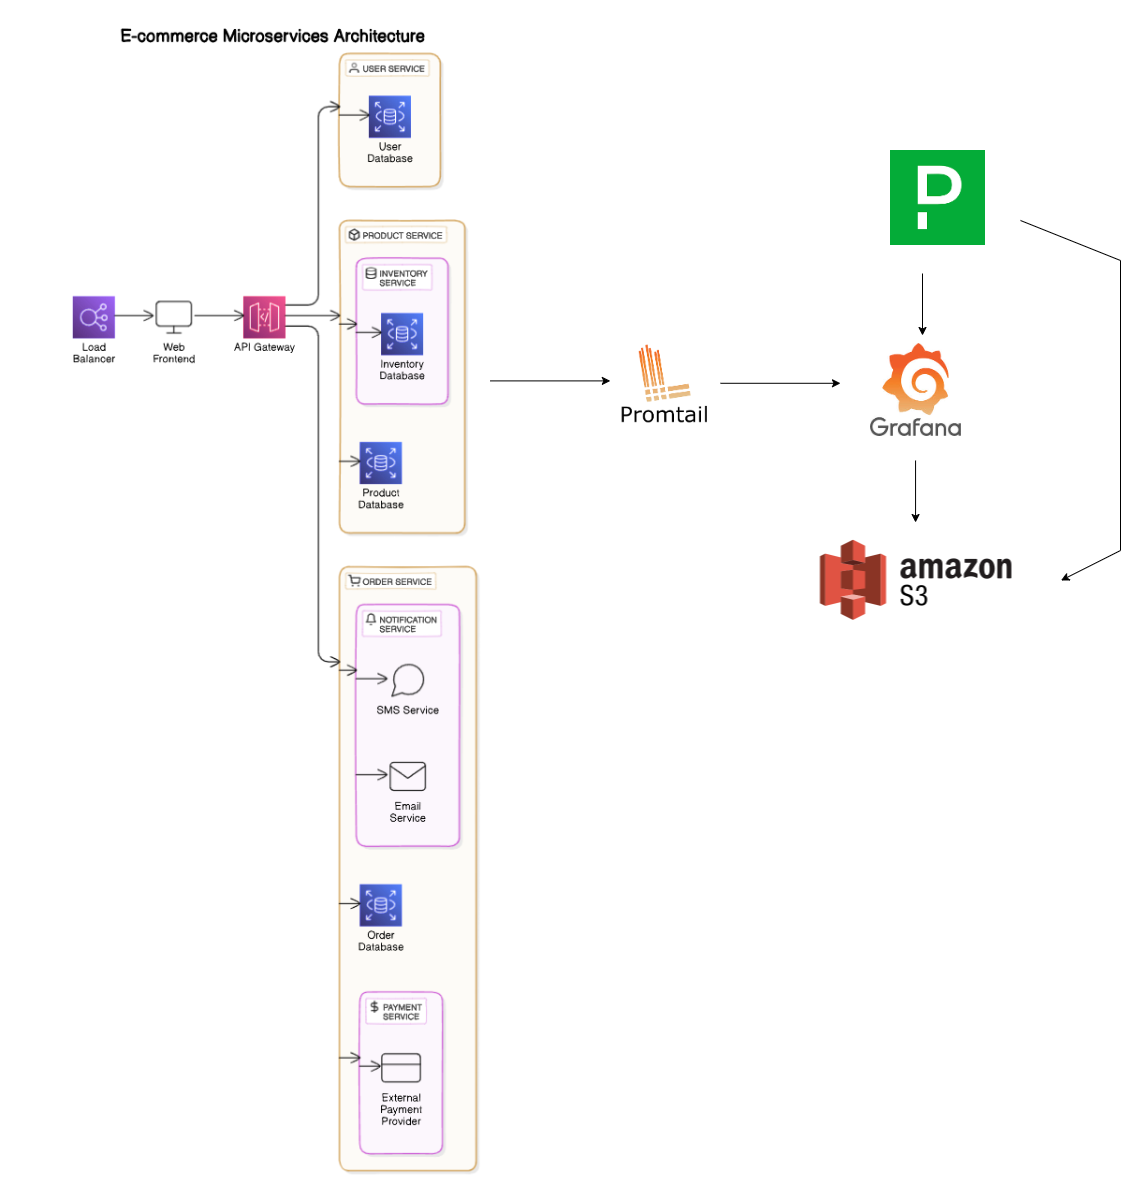 E-commerce Microservices Architecture
USER SERVICE
User
Database
PRODUCT SERVICE
INVENTORY
SERVICE
Inventory
Database
Product
Database
Load
Balancer
Web
Frontend
API Gateway
ORDER SERVICE
NOTIFICATION
SERVICE
SMS Service
Email
Service
Order
Database
$ PAYMENT
SERVICE
External
Payment
Provider
Promtail
P
Grafana
amazon
S3